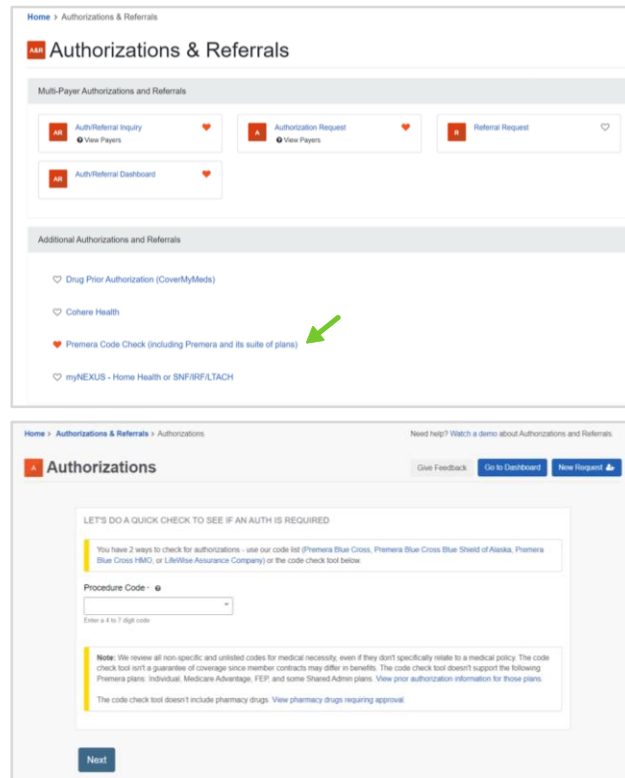 Home > Authorizations & Referrals
A&R Authorizations & Referrals
Multi-Payer Authorizations and Referrals
AR Auth/Referral Inquiry
View Payers
A Authorization Request
View Payers
R Referral Request
AR Auth/Referral Dashboard
Additional Authorizations and Referrals
Drug Prior Authorization (CoverMyMeds)
Cohere Health
Premera Code Check (including Premera and its suite of plans)
myNEXUS - Home Health or SNF/IRF/LTACH
Home > Authorizations & Referrals > Authorizations
Need help? Watch a demo about Authorizations and Referrals
A Authorizations
Give Feedback
Go to Dashboard
New Request
LET'S DO A QUICK CHECK TO SEE IF AN AUTH IS REQUIRED
You have 2 ways to check for authorizations - use our code list (Premera Blue Cross, Premera Blue Cross Blue Shield of Alaska, Premera
Blue Cross HMO, or LifeWise Assurance Company) or the code check tool below.
Procedure Code -
Enter a 4 to 7 digit code
Note: We review all non-specific and unlisted codes for medical necessity, even if they don't specifically relate to a medical policy. The code
check tool isn't a guarantee of coverage since member contracts may differ in benefits. The code check tool doesn't support the following
Premera plans: Individual, Medicare Advantage, FEP, and some Shared Admin plans. View prior authorization information for those plans.
The code check tool doesn't include pharmacy drugs. View pharmacy drugs requiring approval
Next